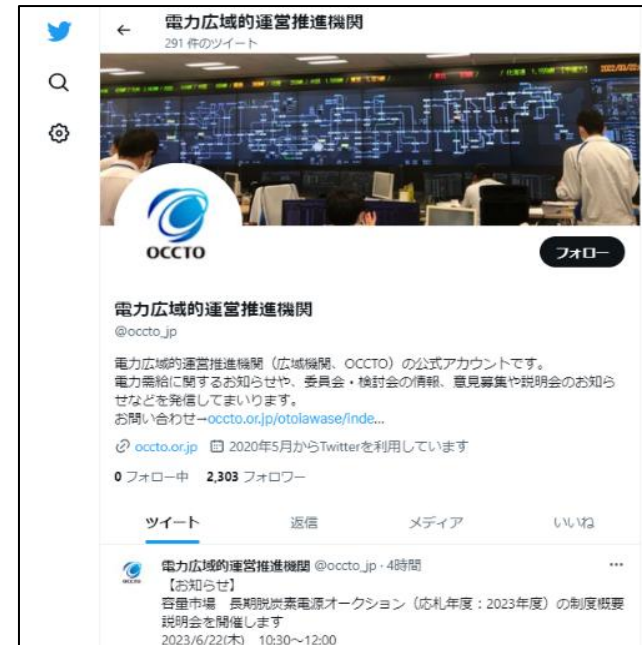 電力広域的運営推進機関
291 件のツイート
2022/03/22
OCCTO
フォロー
電力広域的運営推進機関
@occto_jp
電力広域的運営推進機関（広域機関、OCCTO）の公式アカウントです。
電力需給に関するお知らせや、委員会・検討会の情報、意見募集や説明会のお知ら
せなどを発信してまいります。
お問い合わせ→occto.or.jp/otoiawase/inde...
occto.or.jp 2020年5月からTwitterを利用しています
0 フォロー中 2,303 フォロワー
ツイート 返信 メディア いいね
電力広域的運営推進機関 @occto_jp · 4時間
【お知らせ】
容量市場 長期脱炭素電源オークション（応札年度：2023年度）の制度概要
説明会を開催します
2023/6/22(木) 10:30～12:00